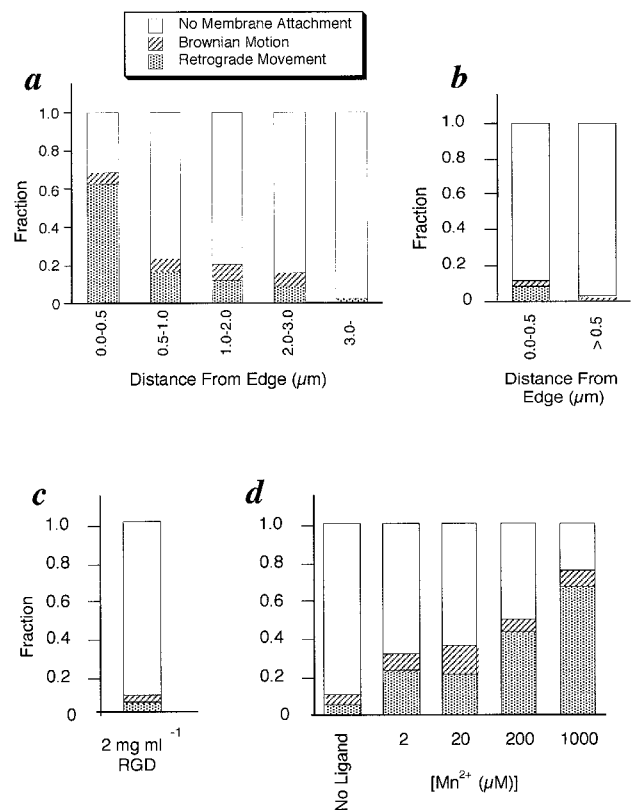 No Membrane Attachment
Brownian Motion
Retrograde Movement
a
Fraction
1.0
0.8
0.6
0.4
0.2
0
0.0-0.5
0.5-1.0
1.0-2.0
2.0-3.0
3.0-
Distance From Edge (µm)
b
Fraction
1.0
0.8
0.6
0.4
0.2
0
0.0-0.5
> 0.5
Distance From
Edge (µm)
c
Fraction
1.0
0.8
0.6
0.4
0.2
0
2 mg ml⁻¹
RGD
d
1.0
0.8
0.6
0.4
0.2
0
No Ligand
2
20
200
1000
[Mn²⁺ (µM)]